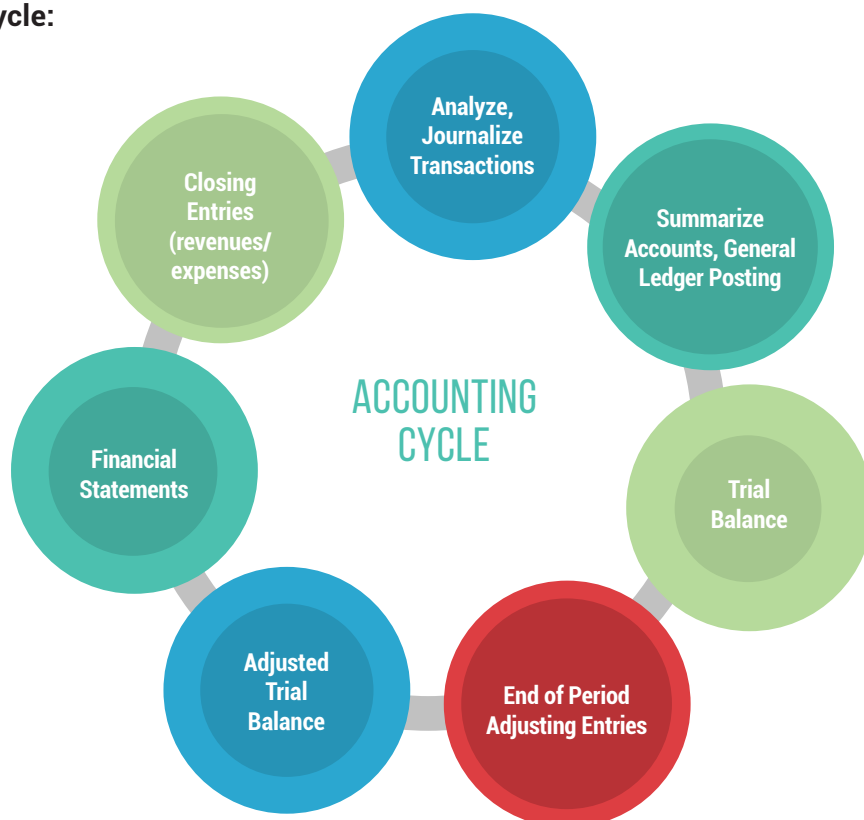 ycle:
Analyze,
Journalize
Transactions
Summarize
Accounts, General
Ledger Posting
Trial
Balance
End of Period
Adjusting Entries
Adjusted
Trial
Balance
Financial
Statements
Closing
Entries
(revenues/
expenses)
ACCOUNTING
CYCLE